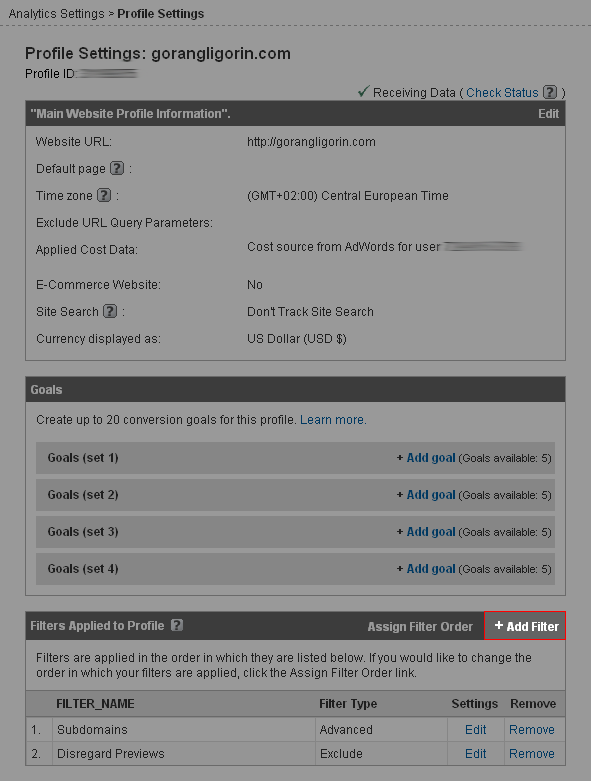 Analytics Settings > Profile Settings
Profile Settings: gorangligorin.com
Profile ID:
✓ Receiving Data ( Check Status ? )
"Main Website Profile Information". Edit
Website URL: http://gorangligorin.com
Default page ? :
Time zone ? : (GMT+02:00) Central European Time
Exclude URL Query Parameters:
Applied Cost Data: Cost source from AdWords for user
E-Commerce Website: No
Site Search ? : Don't Track Site Search
Currency displayed as: US Dollar (USD $)
Goals
Create up to 20 conversion goals for this profile. Learn more.
Goals (set 1) + Add goal (Goals available: 5)
Goals (set 2) + Add goal (Goals available: 5)
Goals (set 3) + Add goal (Goals available: 5)
Goals (set 4) + Add goal (Goals available: 5)
Filters Applied to Profile ? Assign Filter Order + Add Filter
Filters are applied in the order in which they are listed below. If you would like to change the
order in which your filters are applied, click the Assign Filter Order link.
FILTER_NAME Filter Type Settings Remove
1. Subdomains Advanced Edit Remove
2. Disregard Previews Exclude Edit Remove